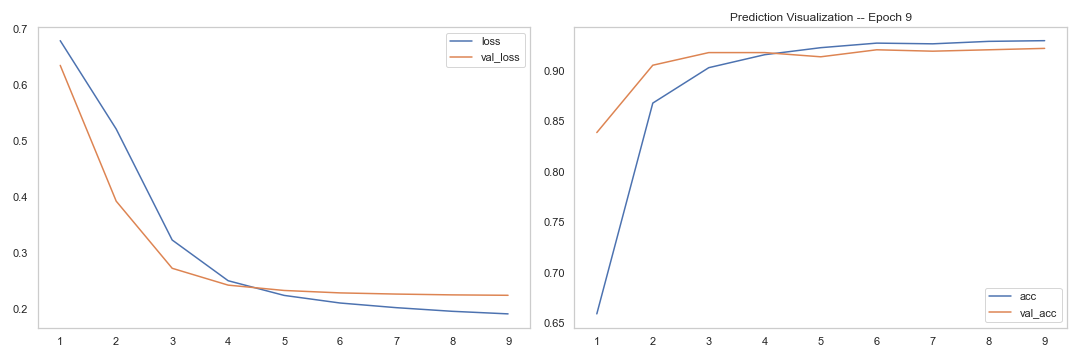 0.7
0.6
0.5
0.4
0.3
0.2
1 2 3 4 5 6 7 8 9
loss
val_loss
Prediction Visualization -- Epoch 9
0.90
0.85
0.80
0.75
0.70
0.65
1 2 3 4 5 6 7 8 9
acc
val_acc